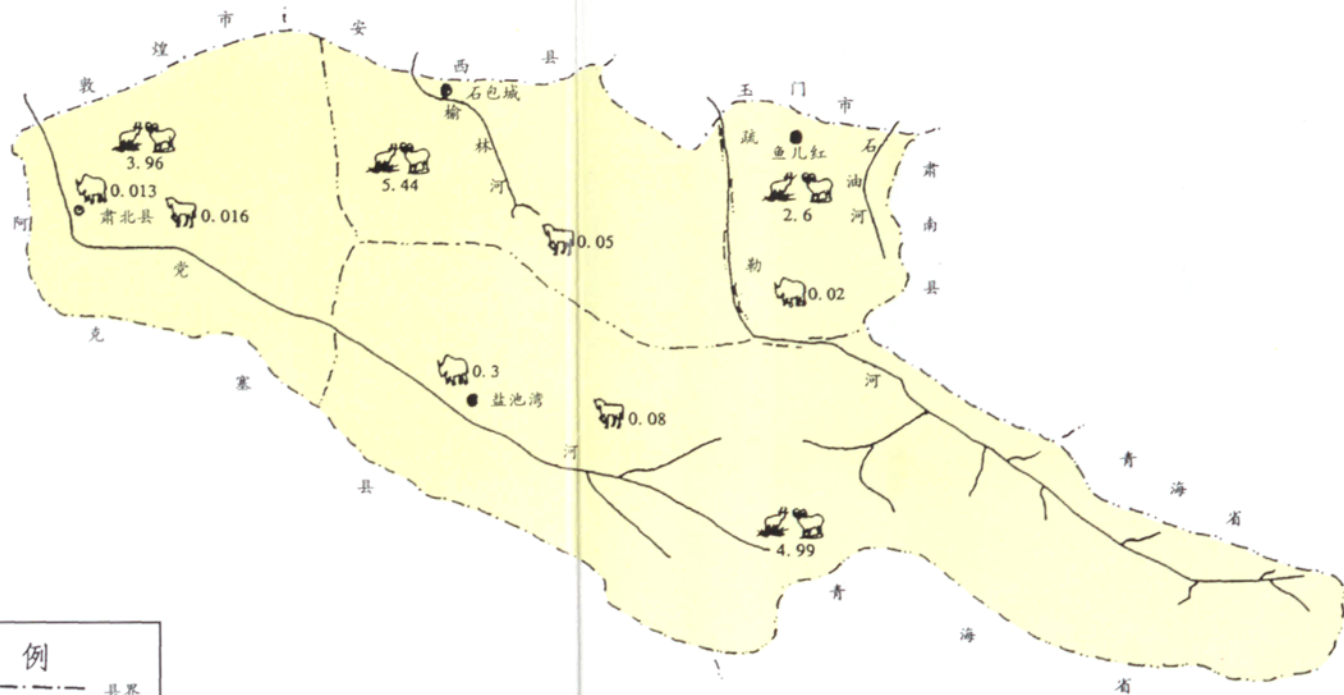 敦煌市
安西县
玉门市
肃南县
石包城
榆林河
疏勒河
鱼儿红
石油河
3.96
5.44
2.6
0.013
肃北县
0.016
0.05
0.02
阿克塞县
党河
0.3
盐池湾
0.08
4.99
青海省
青海省
例
县界